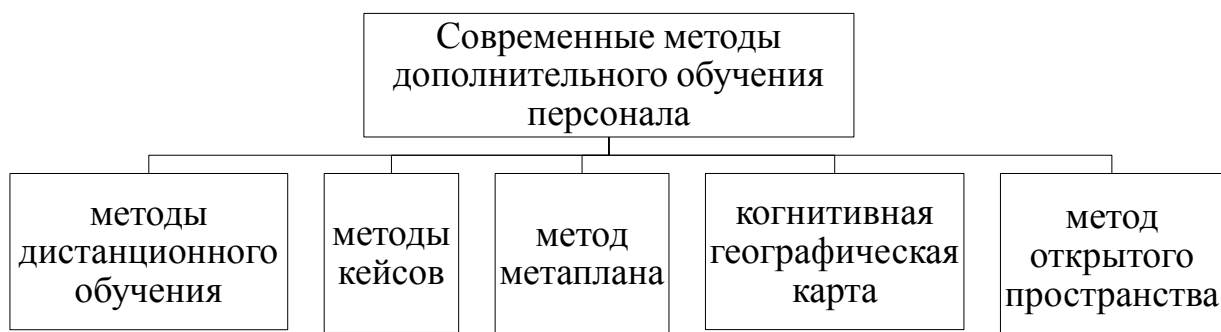 Современные методы
дополнительного обучения
персонала
методы
дистанционного
обучения
методы
кейсов
метод
метаплана
когнитивная
географическая
карта
метод
открытого
пространства